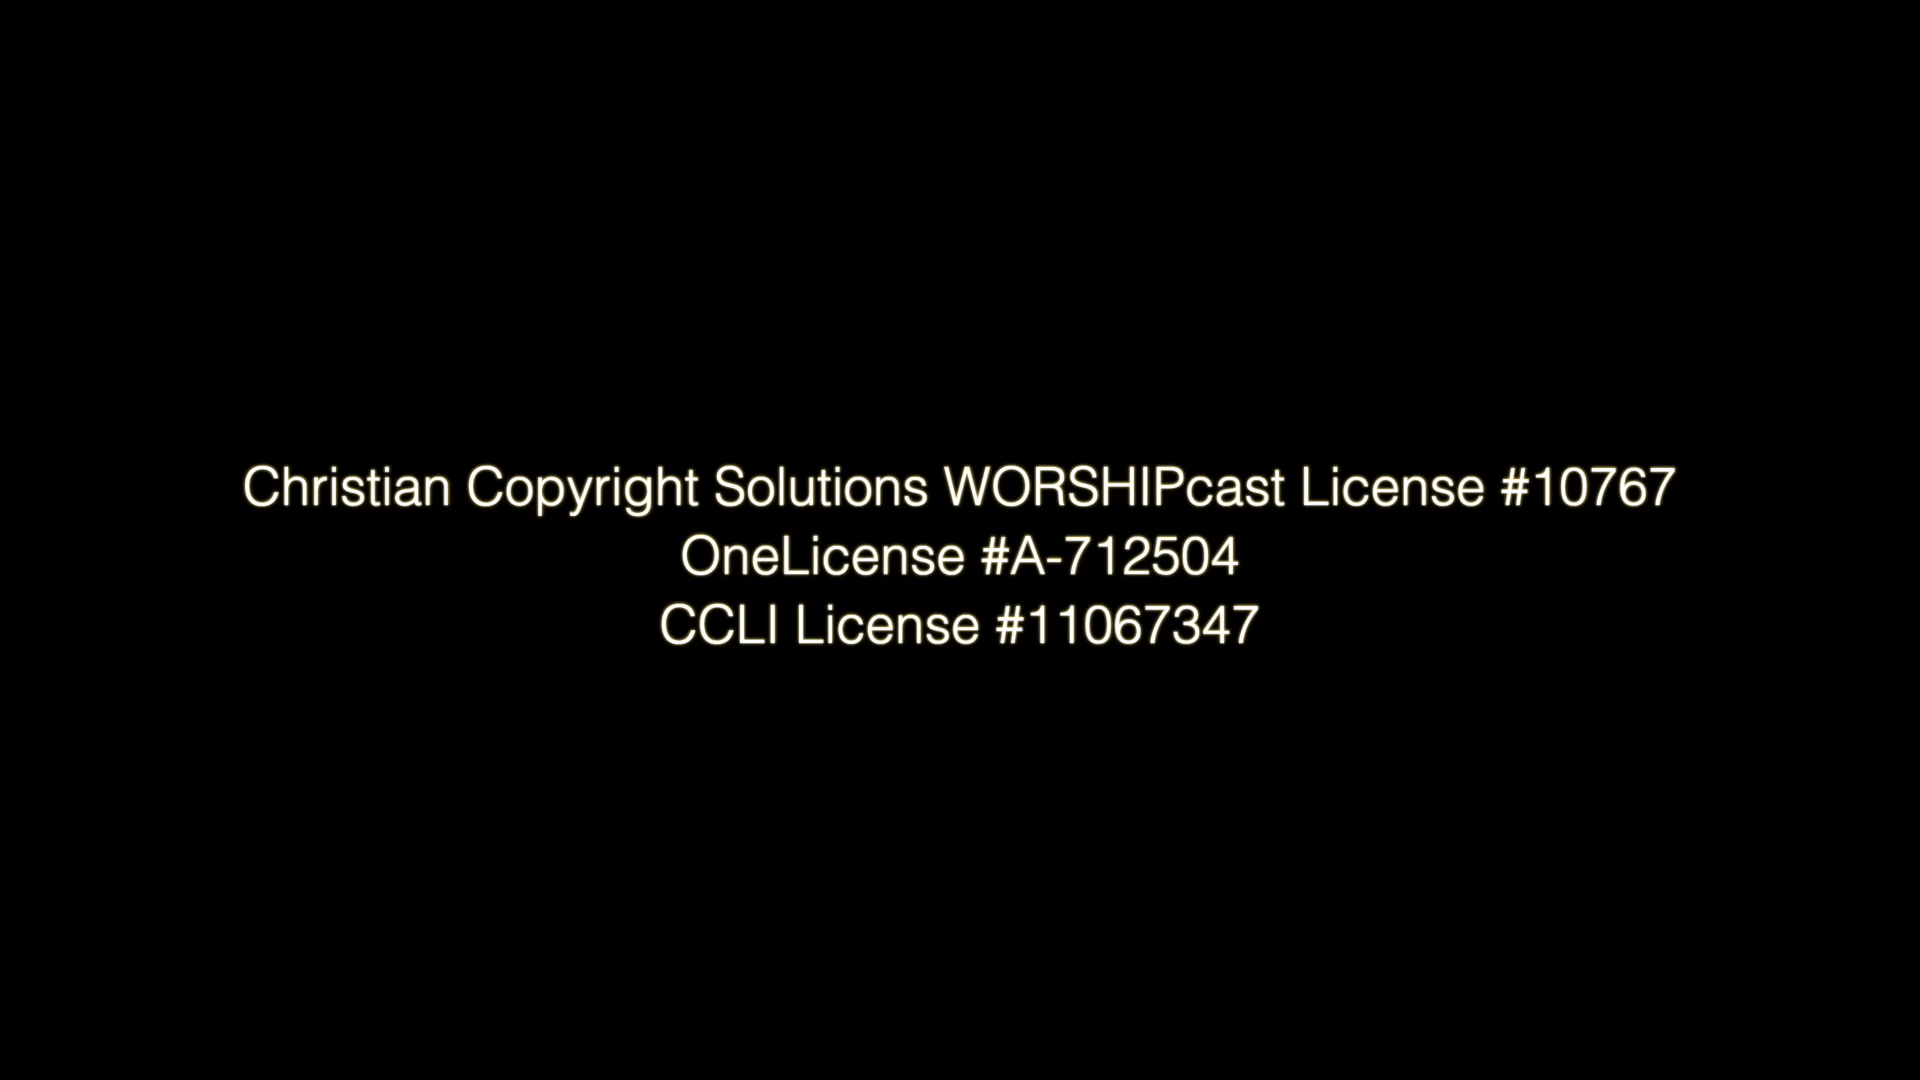 Christian Copyright Solutions WORSHIPcast License #10767
OneLicense #A-712504
CCLI License #11067347